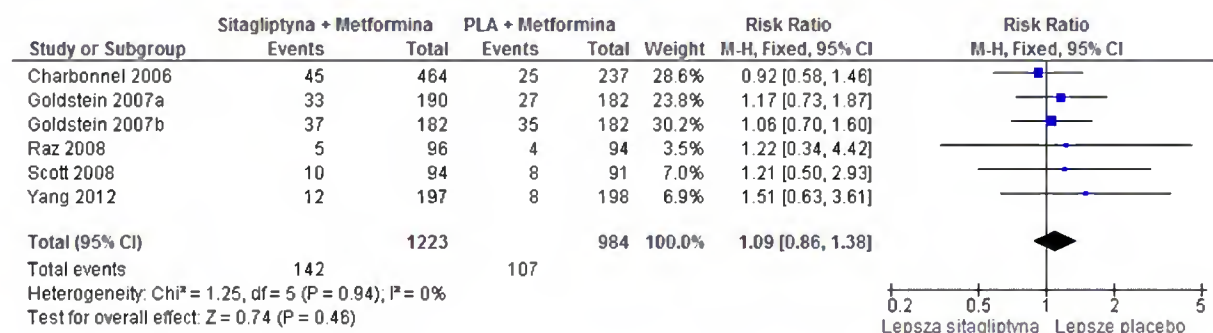 Sitagliptyna + Metformina PLA + Metformina Risk Ratio Risk Ratio
Study or Subgroup Events Total Events Total Weight M-H, Fixed, 95% CI M-H, Fixed, 95% CI
Charbonnel 2006 45 464 25 237 28.6% 0.92 [0.58, 1.46]
Goldstein 2007a 33 190 27 182 23.8% 1.17 [0.73, 1.87]
Goldstein 2007b 37 182 35 182 30.2% 1.06 [0.70, 1.60]
Raz 2008 5 96 4 94 3.5% 1.22 [0.34, 4.42]
Scott 2008 10 94 8 91 7.0% 1.21 [0.50, 2.93]
Yang 2012 12 197 8 198 6.9% 1.51 [0.63, 3.61]
Total (95% CI) 1223 984 100.0% 1.09 [0.86, 1.38]
Total events 142 107
Heterogeneity: Chi² = 1.25, df = 5 (P = 0.94); I² = 0%
Test for overall effect: Z = 0.74 (P = 0.46)
0.2 0.5 1 2 5
Lepsza sitagliptyna Lepsze placebo